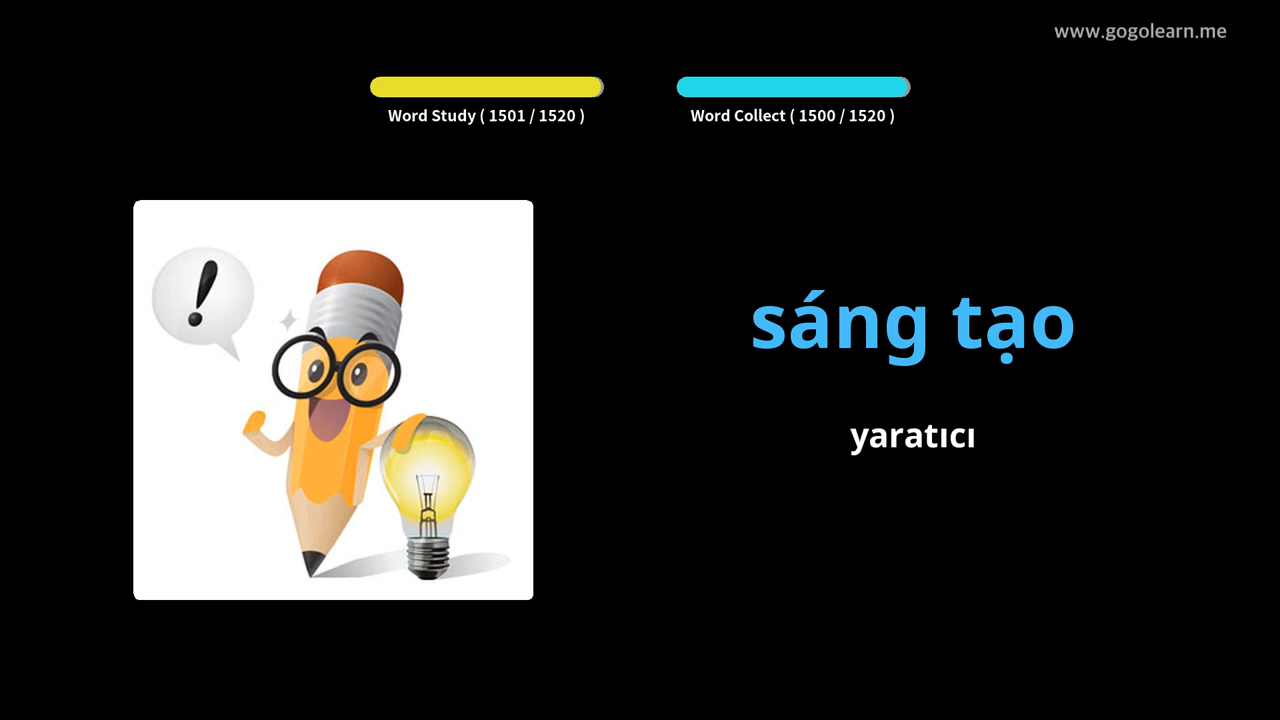 www.gogolearn.me
Word Study ( 1501 / 1520 )
Word Collect ( 1500 / 1520 )
!
sáng tạo
yaratıcı